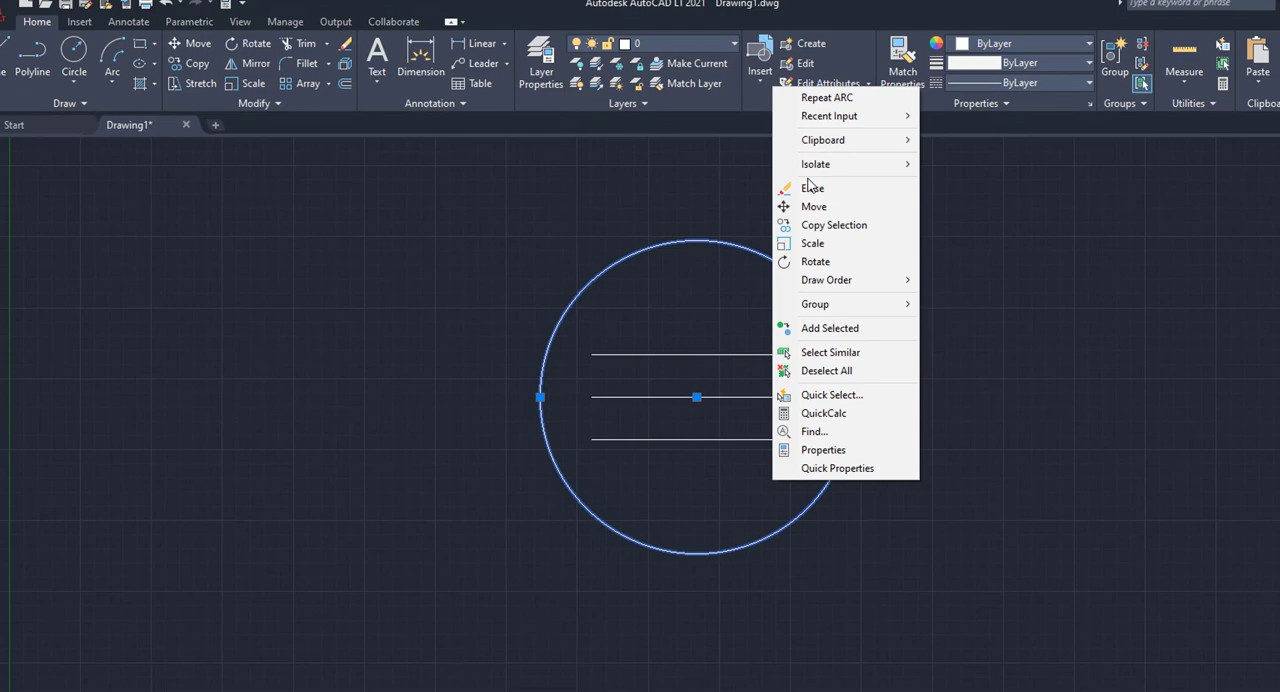 Autodesk AutoCAD LT 2021 Drawing1.dwg
Type a keyword or phrase
Home Insert Annotate Parametric View Manage Output Collaborate
Move Rotate Trim Linear 0 Create ByLayer
Polyline Circle Arc Copy Mirror Fillet Text Dimension Leader Layer Properties Make Current Insert Edit Match Properties ByLayer Group Measure Paste
Stretch Scale Array Table Match Layer Edit Attributes ByLayer
Draw Modify Annotation Layers Properties Groups Utilities
Start Drawing1*
Repeat ARC
Recent Input
Clipboard
Isolate
Erase
Move
Copy Selection
Scale
Rotate
Draw Order
Group
Add Selected
Select Similar
Deselect All
Quick Select...
QuickCalc
Find...
Properties
Quick Properties